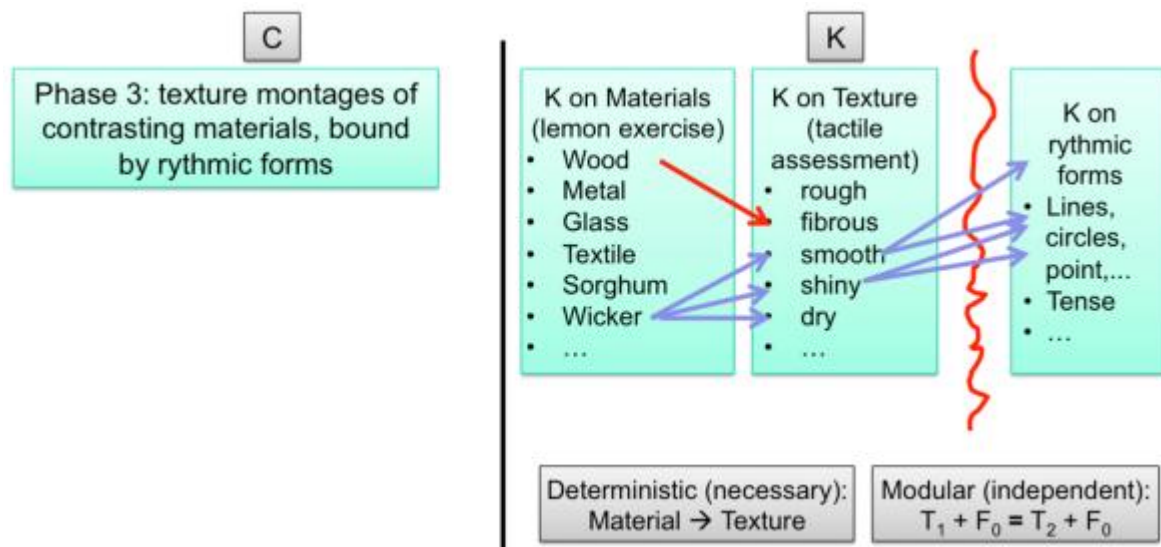 C
Phase 3: texture montages of
contrasting materials, bound
by rythmic forms
K
K on Materials
(lemon exercise)
• Wood
• Metal
• Glass
• Textile
• Sorghum
• Wicker
• …
K on Texture
(tactile
assessment)
• rough
• fibrous
• smooth
• shiny
• dry
• …
K on
rytmic
forms
• Lines,
circles,
point,...
• Tense
• …
Deterministic (necessary):
Material → Texture
Modular (independent):
T₁ + F₀ = T₂ + F₀